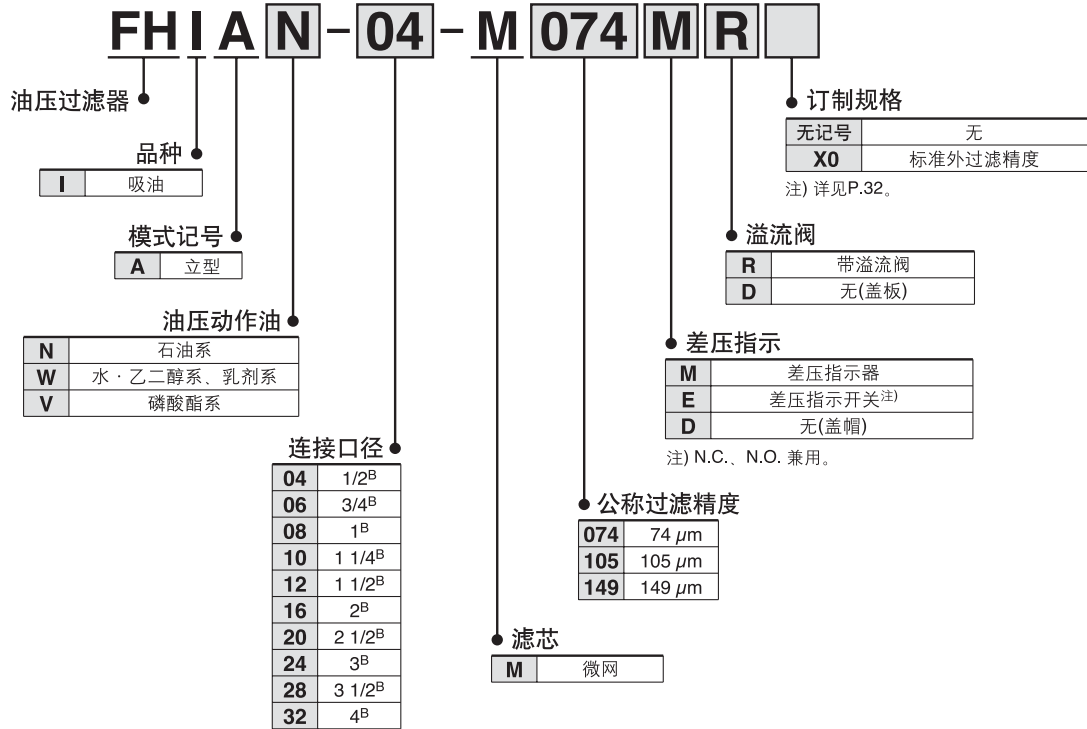 FHIAN-04-M074MR
油压过滤器
品种
I 吸油
模式记号
A 立型
油压动作油
N 石油系
W 水·乙二醇系、乳剂系
V 磷酸酯系
连接口径
04 1/2B
06 3/4B
08 1B
10 1 1/4B
12 1 1/2B
16 2B
20 2 1/2B
24 3B
28 3 1/2B
32 4B
滤芯
M 微网
公称过滤精度
074 74 μm
105 105 μm
149 149 μm
差压指示
M 差压指示器
E 差压指示开关注)
D 无(盖帽)
注) N.C.、N.O. 兼用。
溢流阀
R 带溢流阀
D 无(盖板)
订制规格
无记号 无
X0 标准外过滤精度
注) 详见P.32。